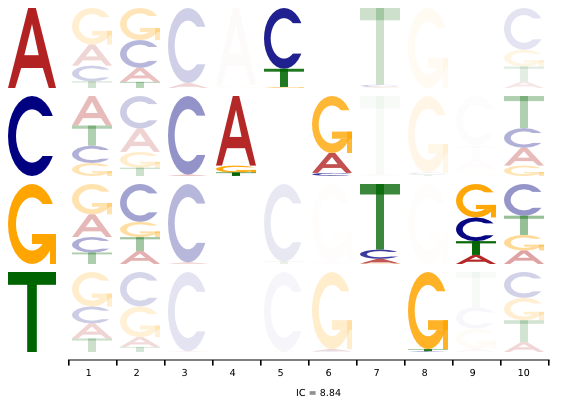 A G G C A C T G C
A C T
C A T
C A C C A G T G C T
T A G A C
C G A
G G C C C G T G G C
A G C C T
C T T G
T G C C C G G T C
C G G
A A T
1 2 3 4 5 6 7 8 9 10
IC = 8.84